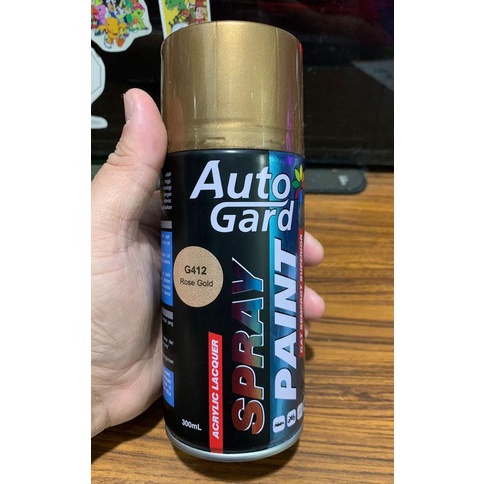 Auto
Gard
G412
Rose Gold
SPRAY
PAINT
ACRYLIC LACQUER
300mL